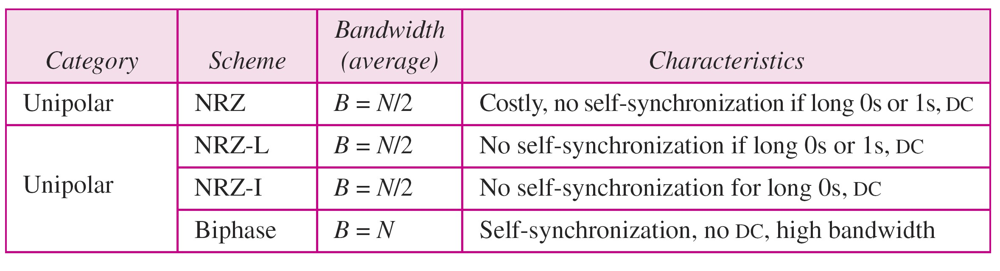 Category Scheme Bandwidth (average) Characteristics
Unipolar NRZ B = N/2 Costly, no self-synchronization if long 0s or 1s, DC
Unipolar NRZ-L B = N/2 No self-synchronization if long 0s or 1s, DC
NRZ-I B = N/2 No self-synchronization for long 0s, DC
Biphase B = N Self-synchronization, no DC, high bandwidth